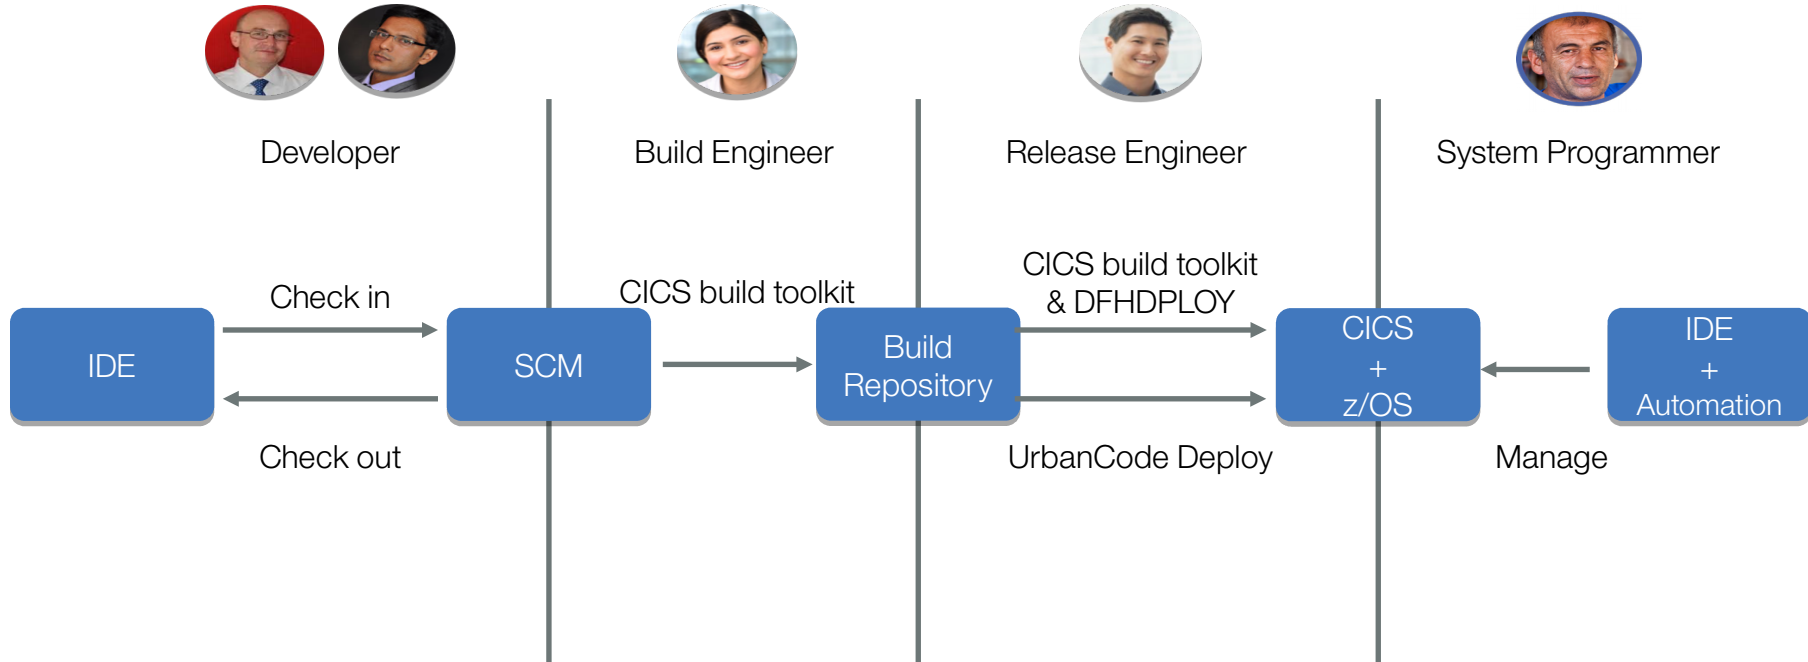 Developer
Build Engineer
Release Engineer
System Programmer
Check in
CICS build toolkit
CICS build toolkit
& DFHDPLOY
IDE
SCM
Build
Repository
CICS
+
z/OS
IDE
+
Automation
Check out
UrbanCode Deploy
Manage